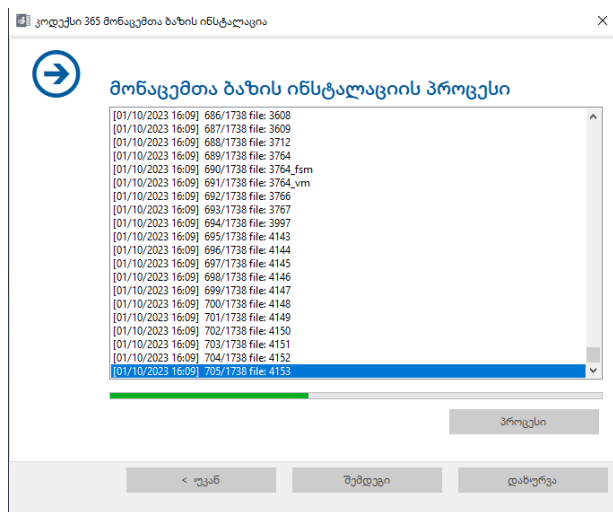 კოდექსი 365 მონაცემთა ბაზის ინსტალაცია
მონაცემთა ბაზის ინსტალაციის პროცესი
[01/10/2023 16:09] 686/1738 file: 3608
[01/10/2023 16:09] 687/1738 file: 3609
[01/10/2023 16:09] 688/1738 file: 3712
[01/10/2023 16:09] 689/1738 file: 3764
[01/10/2023 16:09] 690/1738 file: 3764_fsm
[01/10/2023 16:09] 691/1738 file: 3764_vm
[01/10/2023 16:09] 692/1738 file: 3766
[01/10/2023 16:09] 693/1738 file: 3767
[01/10/2023 16:09] 694/1738 file: 3997
[01/10/2023 16:09] 695/1738 file: 4143
[01/10/2023 16:09] 696/1738 file: 4144
[01/10/2023 16:09] 697/1738 file: 4145
[01/10/2023 16:09] 698/1738 file: 4146
[01/10/2023 16:09] 699/1738 file: 4147
[01/10/2023 16:09] 700/1738 file: 4148
[01/10/2023 16:09] 701/1738 file: 4149
[01/10/2023 16:09] 702/1738 file: 4150
[01/10/2023 16:09] 703/1738 file: 4151
[01/10/2023 16:09] 704/1738 file: 4152
[01/10/2023 16:09] 705/1738 file: 4153
პროცესი
< უკან შემდეგი დახურვა